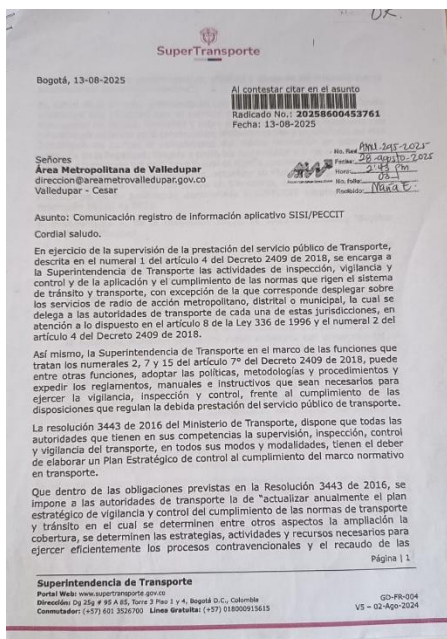 SuperTransporte
Bogotá, 13-08-2025
Al contestar citar en el asunto
Radicado No.: 20258600453761
Fecha: 13-08-2025
Señores
Área Metropolitana de Valledupar
direccion@areametrovalledupar.gov.co
Valledupar - Cesar
No. Rad.
Fecha: 28-agosto-2025
Hora: 2:43 pm
No. folio: 03
Recibido:
Asunto: Comunicación registro de información aplicativo SISI/PECCIT
Cordial saludo.
En ejercicio de la supervisión de la prestación del servicio público de Transporte,
descrita en el numeral 1 del artículo 4 del Decreto 2409 de 2018, se encarga a
la Superintendencia de Transporte las actividades de inspección, vigilancia y
control y de la aplicación y el cumplimiento de las normas que rigen el sistema
de tránsito y transporte, con excepción de la que corresponde desplegar sobre
los servicios de radio de acción metropolitano, distrital o municipal, la cual se
delega a las autoridades de transporte de cada una de estas jurisdicciones, en
atención a lo dispuesto en el artículo 8 de la Ley 336 de 1996 y el numeral 2 del
artículo 4 del Decreto 2409 de 2018.
Así mismo, la Superintendencia de Transporte en el marco de las funciones que
tratan los numerales 2, 7 y 15 del artículo 7º del Decreto 2409 de 2018, puede
entre otras funciones, adoptar las políticas, metodologías y procedimientos y
expedir los reglamentos, manuales e instructivos que sean necesarios para
ejercer la vigilancia, inspección y control, frente al cumplimiento de las
disposiciones que regulan la debida prestación del servicio público de transporte.
La resolución 3443 de 2016 del Ministerio de Transporte, dispone que todas las
autoridades que tienen en sus competencias la supervisión, inspección, control
y vigilancia del transporte, en todos sus modos y modalidades, tienen el deber
de elaborar un Plan Estratégico de control al cumplimiento del marco normativo
en transporte.
Que dentro de las obligaciones previstas en la Resolución 3443 de 2016, se
impone a las autoridades de transporte la de "actualizar anualmente el plan
estratégico de vigilancia y control del cumplimiento de las normas de transporte
y tránsito en el cual se determinen entre otros aspectos la ampliación la
cobertura, se determinen las estrategias, actividades y recursos necesarios para
ejercer eficientemente los procesos contravencionales y el recaudo de las
Página | 1
Superintendencia de Transporte
Portal Web: www.supertransporte.gov.co
Dirección: Dg 25g # 95 A 85, Torre 3 Piso 1 y 4, Bogotá D.C., Colombia
Conmutador: (+57) 601 3526700 Línea Gratuita: (+57) 018000915615
GD-FR-004
V5 – 02-Ago-2024